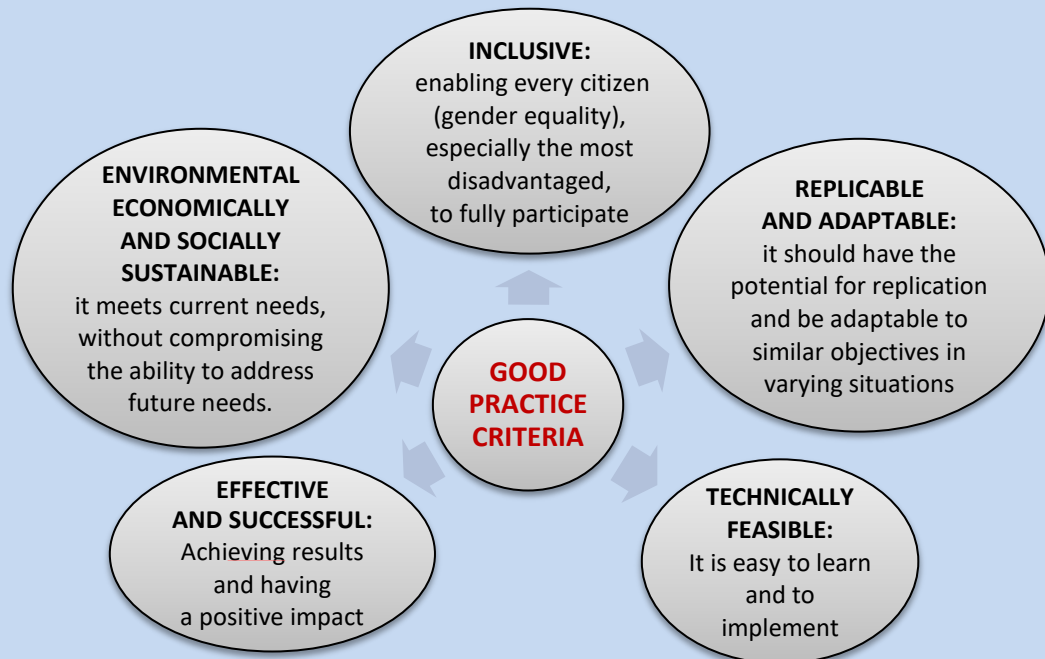 INCLUSIVE:
enabling every citizen
(gender equality),
especially the most
disadvantaged,
to fully participate
ENVIRONMENTAL
ECONOMICALLY
AND SOCIALLY
SUSTAINABLE:
it meets current needs,
without compromising
the ability to address
future needs.
REPLICABLE
AND ADAPTABLE:
it should have the
potential for replication
and be adaptable to
similar objectives in
varying situations
GOOD
PRACTICE
CRITERIA
EFFECTIVE
AND SUCCESSFUL:
Achieving results
and having
a positive impact
TECHNICALLY
FEASIBLE:
It is easy to learn
and to
implement